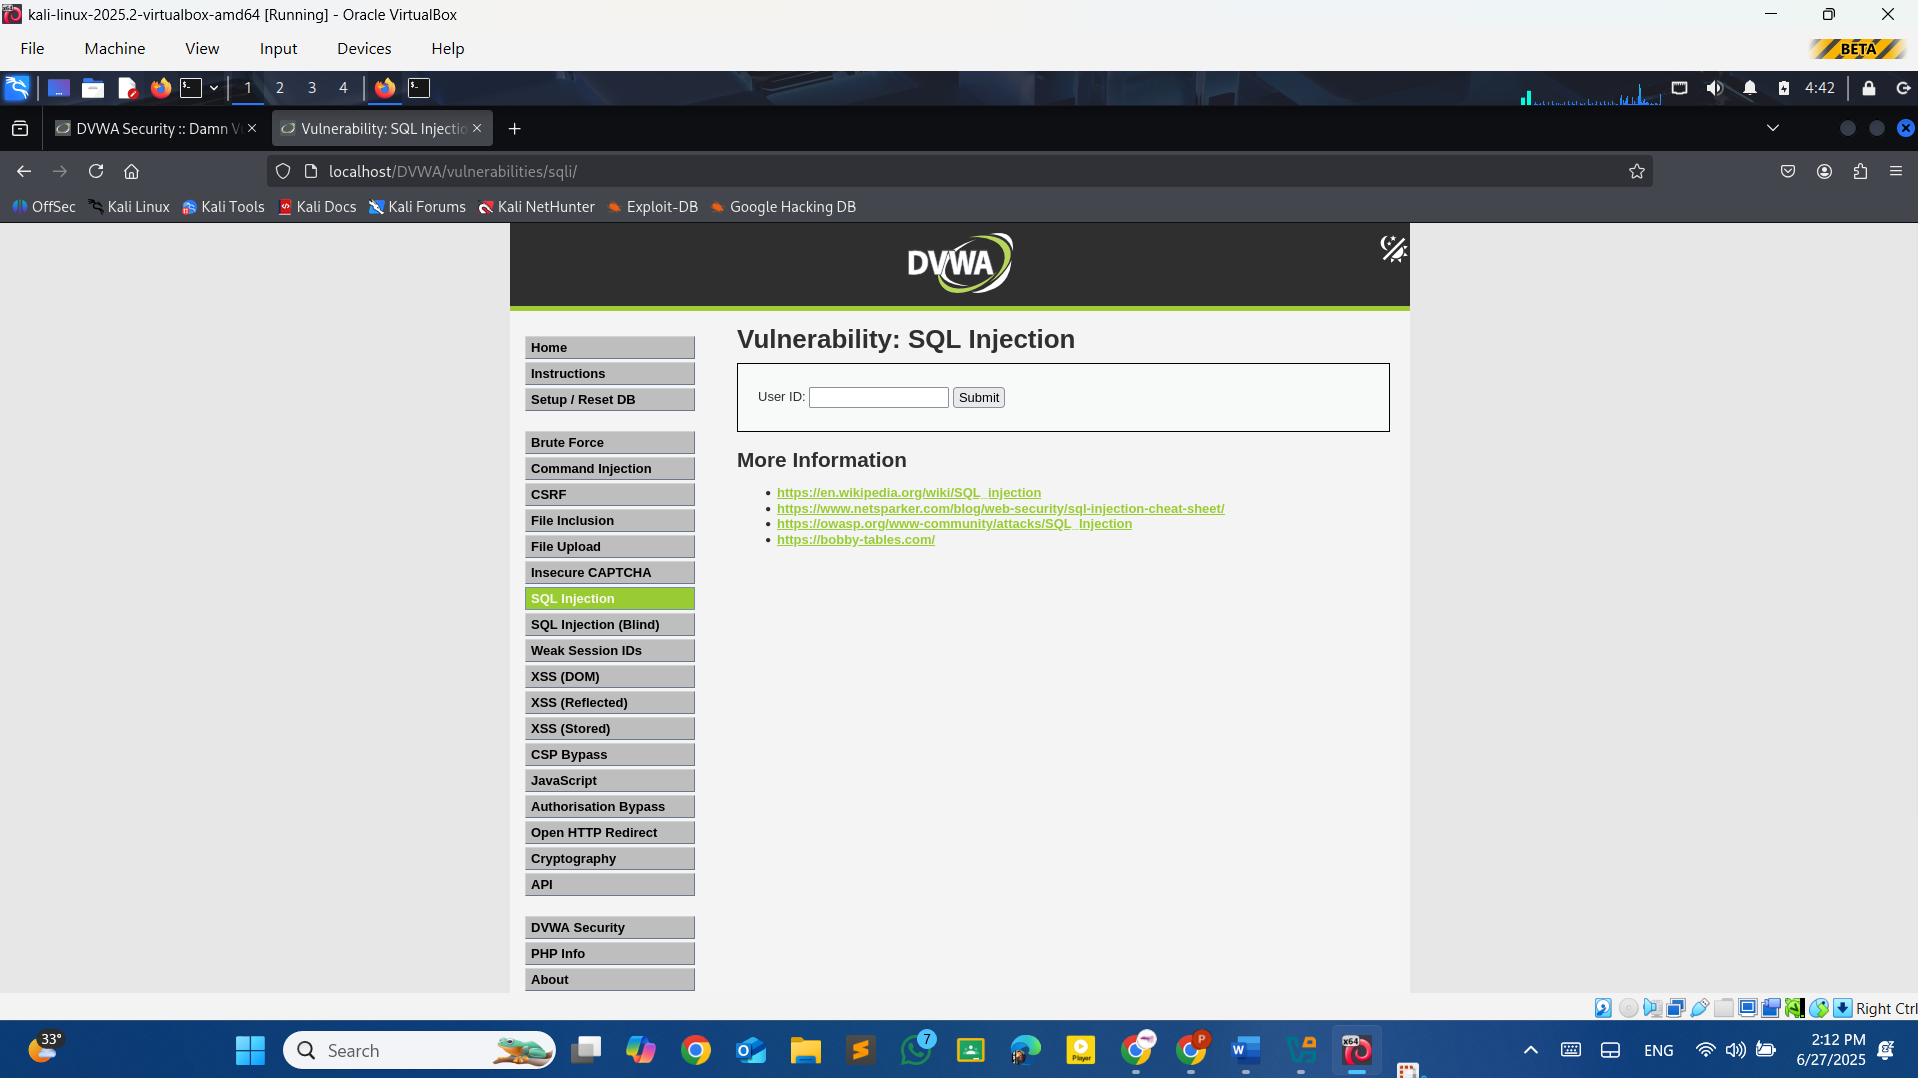 kali-linux-2025.2-virtualbox-amd64 [Running] - Oracle VirtualBox
File Machine View Input Devices Help
BETA
1 2 3 4
4:42
DVWA Security :: Damn Vu
Vulnerability: SQL Injectio
localhost/DVWA/vulnerabilities/sqli/
OffSec Kali Linux Kali Tools Kali Docs Kali Forums Kali NetHunter Exploit-DB Google Hacking DB
DVWA
Home
Instructions
Setup / Reset DB
Brute Force
Command Injection
CSRF
File Inclusion
File Upload
Insecure CAPTCHA
SQL Injection
SQL Injection (Blind)
Weak Session IDs
XSS (DOM)
XSS (Reflected)
XSS (Stored)
CSP Bypass
JavaScript
Authorisation Bypass
Open HTTP Redirect
Cryptography
API
DVWA Security
PHP Info
About
Vulnerability: SQL Injection
User ID:
Submit
More Information
• https://en.wikipedia.org/wiki/SQL_injection
• https://www.netsparker.com/blog/web-security/sql-injection-cheat-sheet/
• https://owasp.org/www-community/attacks/SQL_Injection
• https://bobby-tables.com/
Right Ctrl
33°
Search
7
Player
P
W
x64
ENG
2:12 PM
6/27/2025